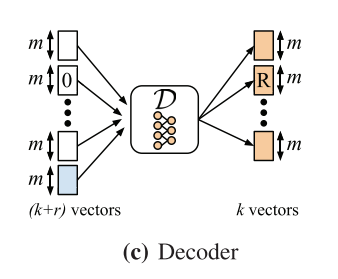 m m
m 0 R m
D
m m
m
(k+r) vectors k vectors
(c) Decoder